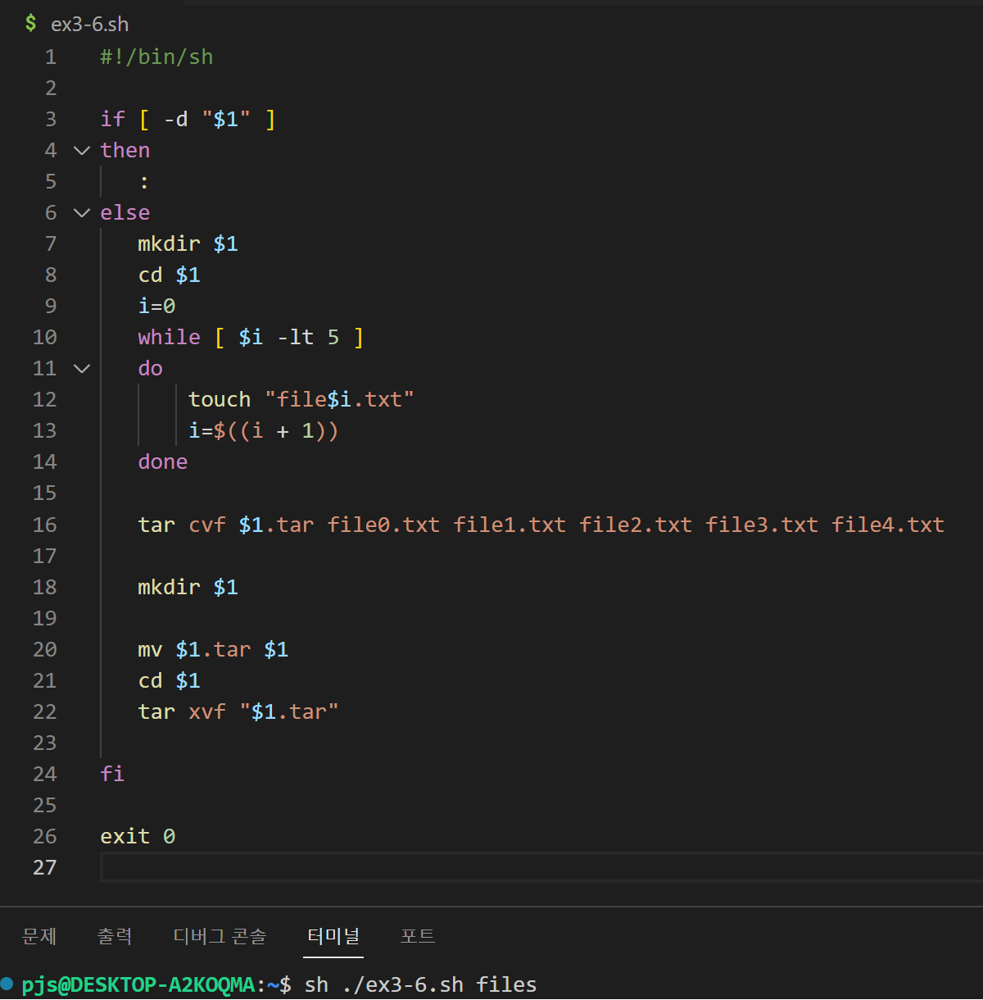 $ ex3-6.sh
1 #!/bin/sh
2
3 if [ -d "$1" ]
4 then
5 :
6 else
7 mkdir $1
8 cd $1
9 i=0
10 while [ $i -lt 5 ]
11 do
12 touch "file$i.txt"
13 i=$((i + 1))
14 done
15
16 tar cvf $1.tar file0.txt file1.txt file2.txt file3.txt file4.txt
17
18 mkdir $1
19
20 mv $1.tar $1
21 cd $1
22 tar xvf "$1.tar"
23
24 fi
25
26 exit 0
27
문제 출력 디버그 콘솔 터미널 포트
pjs@DESKTOP-A2KOQMA:~$ sh ./ex3-6.sh files